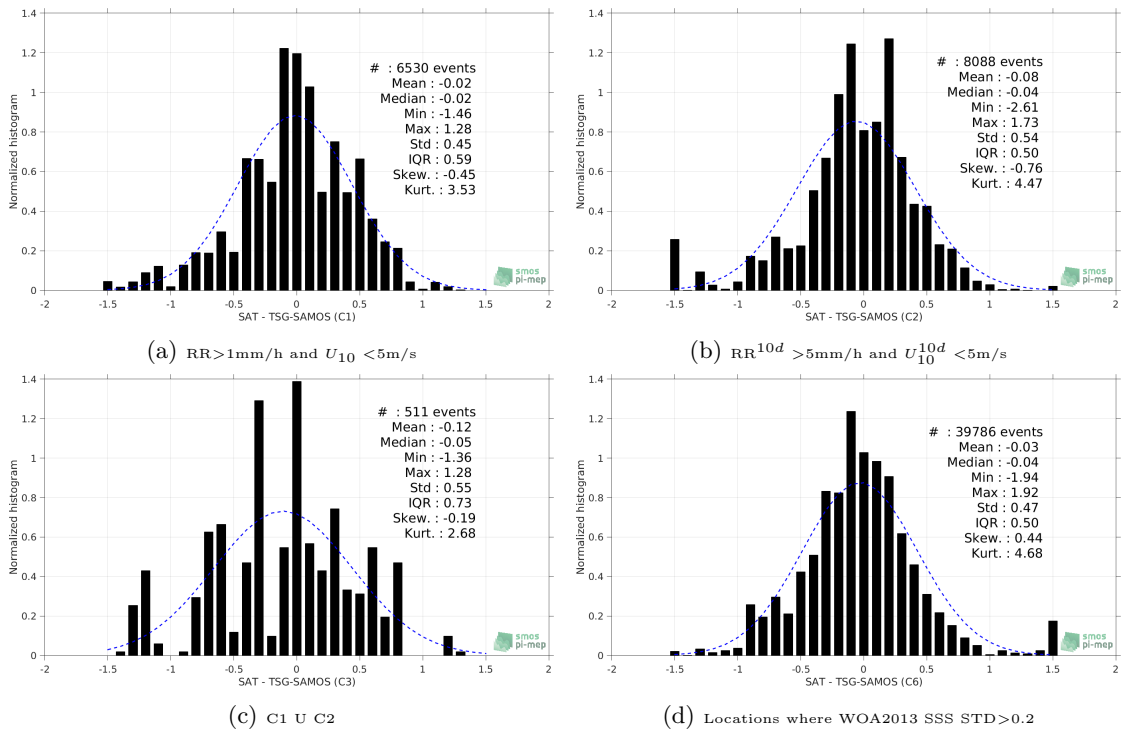 1.4
1.2
1
0.8
0.6
0.4
0.2
0
Normalized histogram
# : 6530 events
Mean : -0.02
Median : -0.02
Min : -1.46
Max : 1.28
Std : 0.45
IQR : 0.59
Skew. : -0.45
Kurt. : 3.53
smos
pi-mep
-2 -1.5 -1 -0.5 0 0.5 1 1.5 2
SAT - TSG-SAMOS (C1)
(a) RR>1mm/h and U10 <5m/s
1.4
1.2
1
0.8
0.6
0.4
0.2
0
Normalized histogram
# : 8088 events
Mean : -0.08
Median : -0.04
Min : -2.61
Max : 1.73
Std : 0.54
IQR : 0.50
Skew. : -0.76
Kurt. : 4.47
smos
pi-mep
-2 -1.5 -1 -0.5 0 0.5 1 1.5 2
SAT - TSG-SAMOS (C2)
(b) RR10d >5mm/h and U10d10 <5m/s
1.4
1.2
1
0.8
0.6
0.4
0.2
0
Normalized histogram
# : 511 events
Mean : -0.12
Median : -0.05
Min : -1.36
Max : 1.28
Std : 0.55
IQR : 0.73
Skew. : -0.19
Kurt. : 2.68
smos
pi-mep
-2 -1.5 -1 -0.5 0 0.5 1 1.5 2
SAT - TSG-SAMOS (C3)
(c) C1 U C2
1.4
1.2
1
0.8
0.6
0.4
0.2
0
Normalized histogram
# : 39786 events
Mean : -0.03
Median : -0.04
Min : -1.94
Max : 1.92
Std : 0.47
IQR : 0.50
Skew. : 0.44
Kurt. : 4.68
smos
pi-mep
-2 -1.5 -1 -0.5 0 0.5 1 1.5 2
SAT - TSG-SAMOS (C6)
(d) Locations where WOA2013 SSS STD>0.2